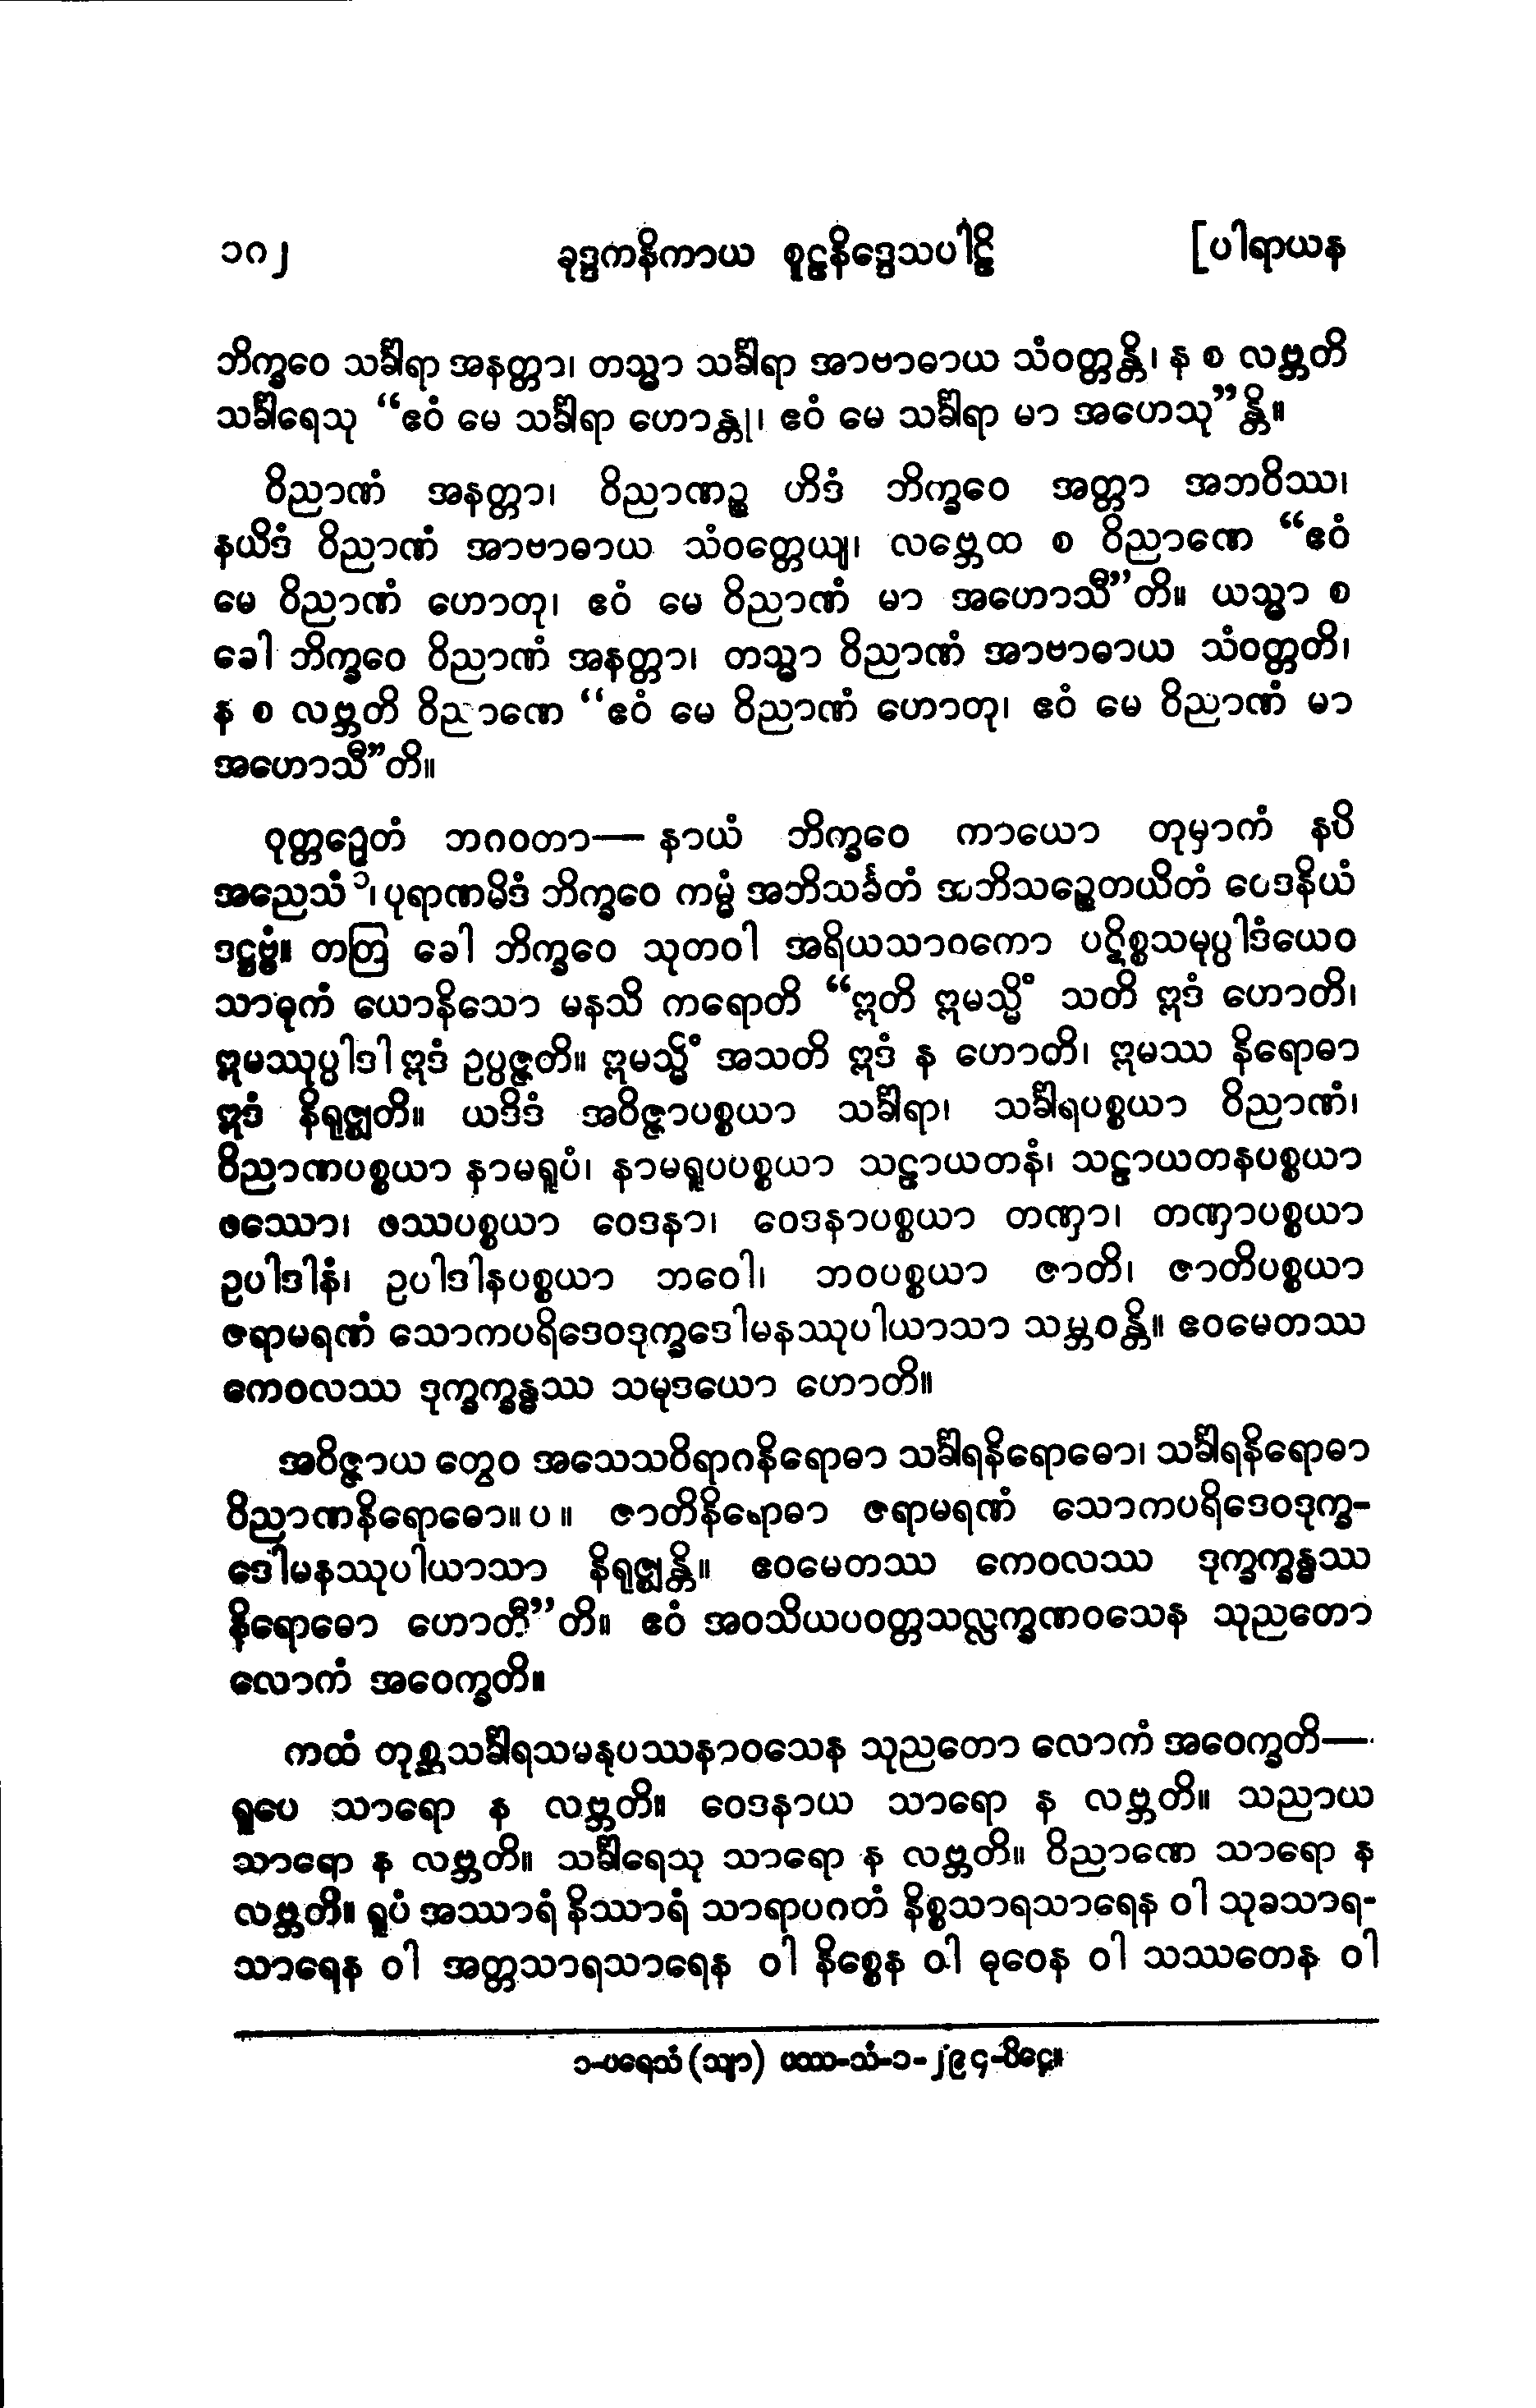 ၁၈၂ ခုဒ္ဒကနိကာယ စူဠနိဒ္ဒေသပါဠိ [ပါရာယန
ဘိက္ခဝေ သင်္ခါရာ အနတ္တာ၊ တသ္မာ သင်္ခါရာ အာဗာဓာယ သံဝတ္တန္တိ၊ န စ လဗ္ဘတိ
သင်္ခါရေသု “ဧဝံ မေ သင်္ခါရာ ဟောန္တု၊ ဧဝံ မေ သင်္ခါရာ မာ အဟေသု”န္တိ။
ဝိညာဏံ အနတ္တာ၊ ဝိညာဏဉ္စ ဟိဒံ ဘိက္ခဝေ အတ္တာ အဘဝိဿ၊
နယိဒံ ဝိညာဏံ အာဗာဓာယ သံဝတ္တေယျ၊ လဗ္ဘေထ စ ဝိညာဏေ “ဧဝံ
မေ ဝိညာဏံ ဟောတု၊ ဧဝံ မေ ဝိညာဏံ မာ အဟောသီ”တိ။ ယသ္မာ စ
ခေါ ဘိက္ခဝေ ဝိညာဏံ အနတ္တာ၊ တသ္မာ ဝိညာဏံ အာဗာဓာယ သံဝတ္တတိ၊
န စ လဗ္ဘတိ ဝိညာဏေ “ဧဝံ မေ ဝိညာဏံ ဟောတု၊ ဧဝံ မေ ဝိညာဏံ မာ
အဟောသီ”တိ။
ဝုတ္တဉှေတံ ဘဂဝတာ— နာယံ ဘိက္ခဝေ ကာယော တုမှာကံ နပိ
အညေသံ၁၊ ပုရာဏမိဒံ ဘိက္ခဝေ ကမ္မံ အဘိသင်္ခတံ အဘိသဉ္စေတယိတံ ဝေဒနိယံ
ဒဋ္ဌဗ္ဗံ။ တတြ ခေါ ဘိက္ခဝေ သုတဝါ အရိယသာဝကော ပဋိစ္စသမုပ္ပါဒံယေဝ
သာဓုကံ ယောနိသော မနသိ ကရောတိ “ဣတိ ဣမသ္မိံ သတိ ဣဒံ ဟောတိ၊
ဣမဿုပ္ပါဒါ ဣဒံ ဥပ္ပဇ္ဇတိ။ ဣမသ္မိံ အသတိ ဣဒံ န ဟောတိ၊ ဣမဿ နိရောဓာ
ဣဒံ နိရုဇ္ဈတိ။ ယဒိဒံ အဝိဇ္ဇာပစ္စယာ သင်္ခါရာ၊ သင်္ခါရပစ္စယာ ဝိညာဏံ၊
ဝိညာဏပစ္စယာ နာမရူပံ၊ နာမရူပပစ္စယာ သဠာယတနံ၊ သဠာယတနပစ္စယာ
ဖဿော၊ ဖဿပစ္စယာ ဝေဒနာ၊ ဝေဒနာပစ္စယာ တဏှာ၊ တဏှာပစ္စယာ
ဥပါဒါနံ၊ ဥပါဒါနပစ္စယာ ဘဝေါ၊ ဘဝပစ္စယာ ဇာတိ၊ ဇာတိပစ္စယာ
ဇရာမရဏံ သောကပရိဒေဝဒုက္ခဒေါမနဿုပါယာသာ သမ္ဘဝန္တိ။ ဧဝမေတဿ
ကေဝလဿ ဒုက္ခက္ခန္ဓဿ သမုဒယော ဟောတိ။
အဝိဇ္ဇာယ တွေဝ အသေသဝိရာဂနိရောဓာ သင်္ခါရနိရောဓော၊ သင်္ခါရနိရောဓာ
ဝိညာဏနိရောဓော။ ပ ။ ဇာတိနိရောဓာ ဇရာမရဏံ သောကပရိဒေဝဒုက္ခ-
ဒေါမနဿုပါယာသာ နိရုဇ္ဈန္တိ။ ဧဝမေတဿ ကေဝလဿ ဒုက္ခက္ခန္ဓဿ
နိရောဓော ဟောတီ”တိ။ ဧဝံ အဝသိယပဝတ္တသလ္လက္ခဏဝသေန သုညတော
လောကံ အဝေက္ခတိ။
ကထံ တုစ္ဆသင်္ခါရသမနုပဿနာဝသေန သုညတော လောကံ အဝေက္ခတိ—
ရူပေ သာရော န လဗ္ဘတိ။ ဝေဒနာယ သာရော န လဗ္ဘတိ။ သညာယ
သာရော န လဗ္ဘတိ။ သင်္ခါရေသု သာရော န လဗ္ဘတိ။ ဝိညာဏေ သာရော န
လဗ္ဘတိ။ ရူပံ အဿာရံ နိဿာရံ သာရာပဂတံ နိစ္စသာရသာရေန ဝါ သုခသာရ-
သာရေန ဝါ အတ္တသာရသာရေန ဝါ နိစ္စေန ဝါ ဓုဝေန ဝါ သဿတေန ဝါ
၁-ပရေသံ (သျာ) ပဿ-သံ-၁-၂၉၄-ပိဋ္ဌေ။